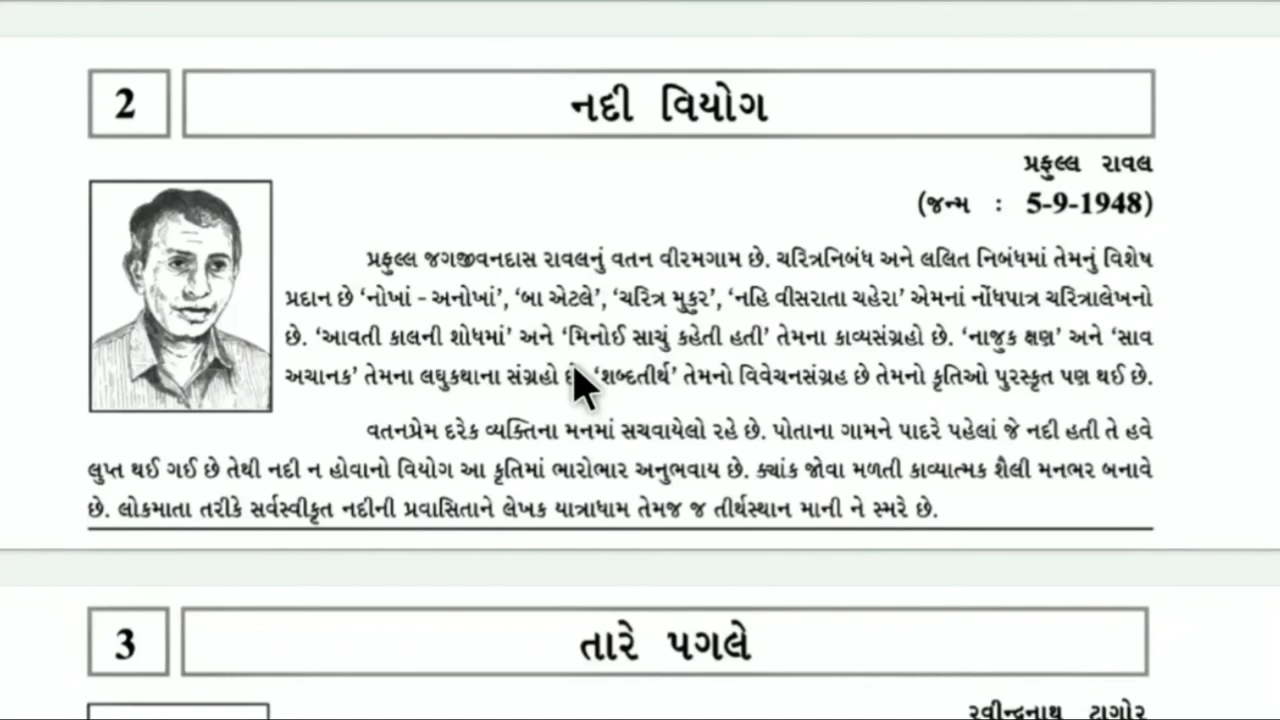 2
નદી વિયોગ
પ્રફુલ્લ રાવલ
(જન્મ : 5-9-1948)
પ્રફુલ્લ જગજીવનદાસ રાવલનું વતન વીરમગામ છે. ચરિત્રનિબંધ અને લલિત નિબંધમાં તેમનું વિશેષ
પ્રદાન છે ‘નોખાં – અનોખાં’, ‘બા એટલે’, ‘ચરિત્ર મુકુર’, ‘નહિ વીસરાતા ચહેરા’ એમનાં નોંધપાત્ર ચરિત્રાલેખનો
છે. ‘આવતી કાલની શોધમાં’ અને ‘મિનોઈ સાચું કહેતી હતી’ તેમના કાવ્યસંગ્રહો છે. ‘નાજુક ક્ષણ’ અને ‘સાવ
અચાનક’ તેમના લઘુકથાના સંગ્રહો ‘શબ્દતીર્થ’ તેમનો વિવેચનસંગ્રહ છે તેમનો કૃતિઓ પુરસ્કૃત પણ થઈ છે.
વતનપ્રેમ દરેક વ્યક્તિના મનમાં સચવાયેલો રહે છે. પોતાના ગામને પાદરે પહેલાં જે નદી હતી તે હવે
લુપ્ત થઈ ગઈ છે તેથી નદી ન હોવાનો વિયોગ આ કૃતિમાં ભારોભાર અનુભવાય છે. ક્યાંક જોવા મળતી કાવ્યાત્મક શૈલી મનભર બનાવે
છે. લોકમાતા તરીકે સર્વસ્વીકૃત નદીની પ્રવાસિતાને લેખક યાત્રાધામ તેમજ જ તીર્થસ્થાન માની ને સ્મરે છે.
3
તારે પગલે
રવીન્દ્રનાથ ટાગોર